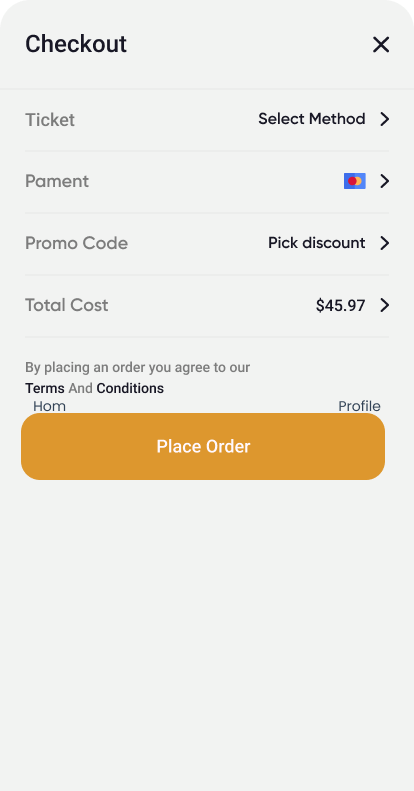 Checkout
Ticket Select Method
Pament
Promo Code Pick discount
Total Cost $45.97
By placing an order you agree to our
Terms And Conditions
Hom Profile
Place Order